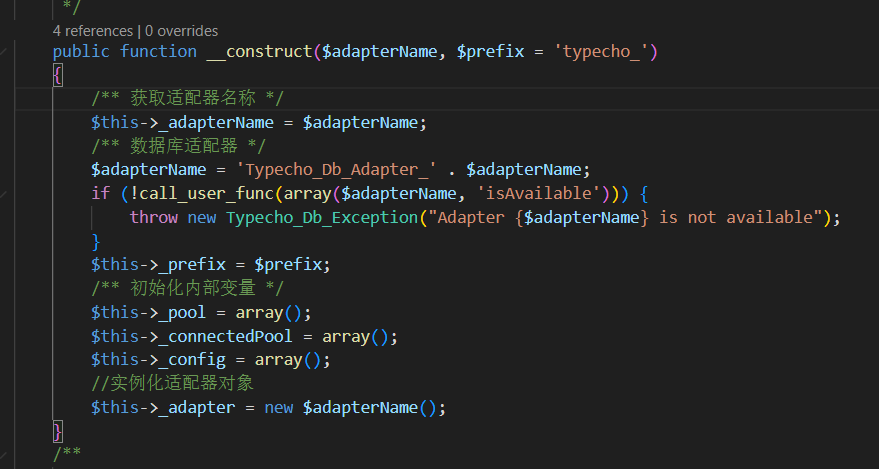 */
4 references | 0 overrides
public function __construct($adapterName, $prefix = 'typecho_')
{
/** 获取适配器名称 */
$this->_adapterName = $adapterName;
/** 数据库适配器 */
$adapterName = 'Typecho_Db_Adapter_' . $adapterName;
if (!call_user_func(array($adapterName, 'isAvailable'))) {
throw new Typecho_Db_Exception("Adapter {$adapterName} is not available");
}
$this->_prefix = $prefix;
/** 初始化内部变量 */
$this->_pool = array();
$this->_connectedPool = array();
$this->_config = array();
//实例化适配器对象
$this->_adapter = new $adapterName();
}
/**